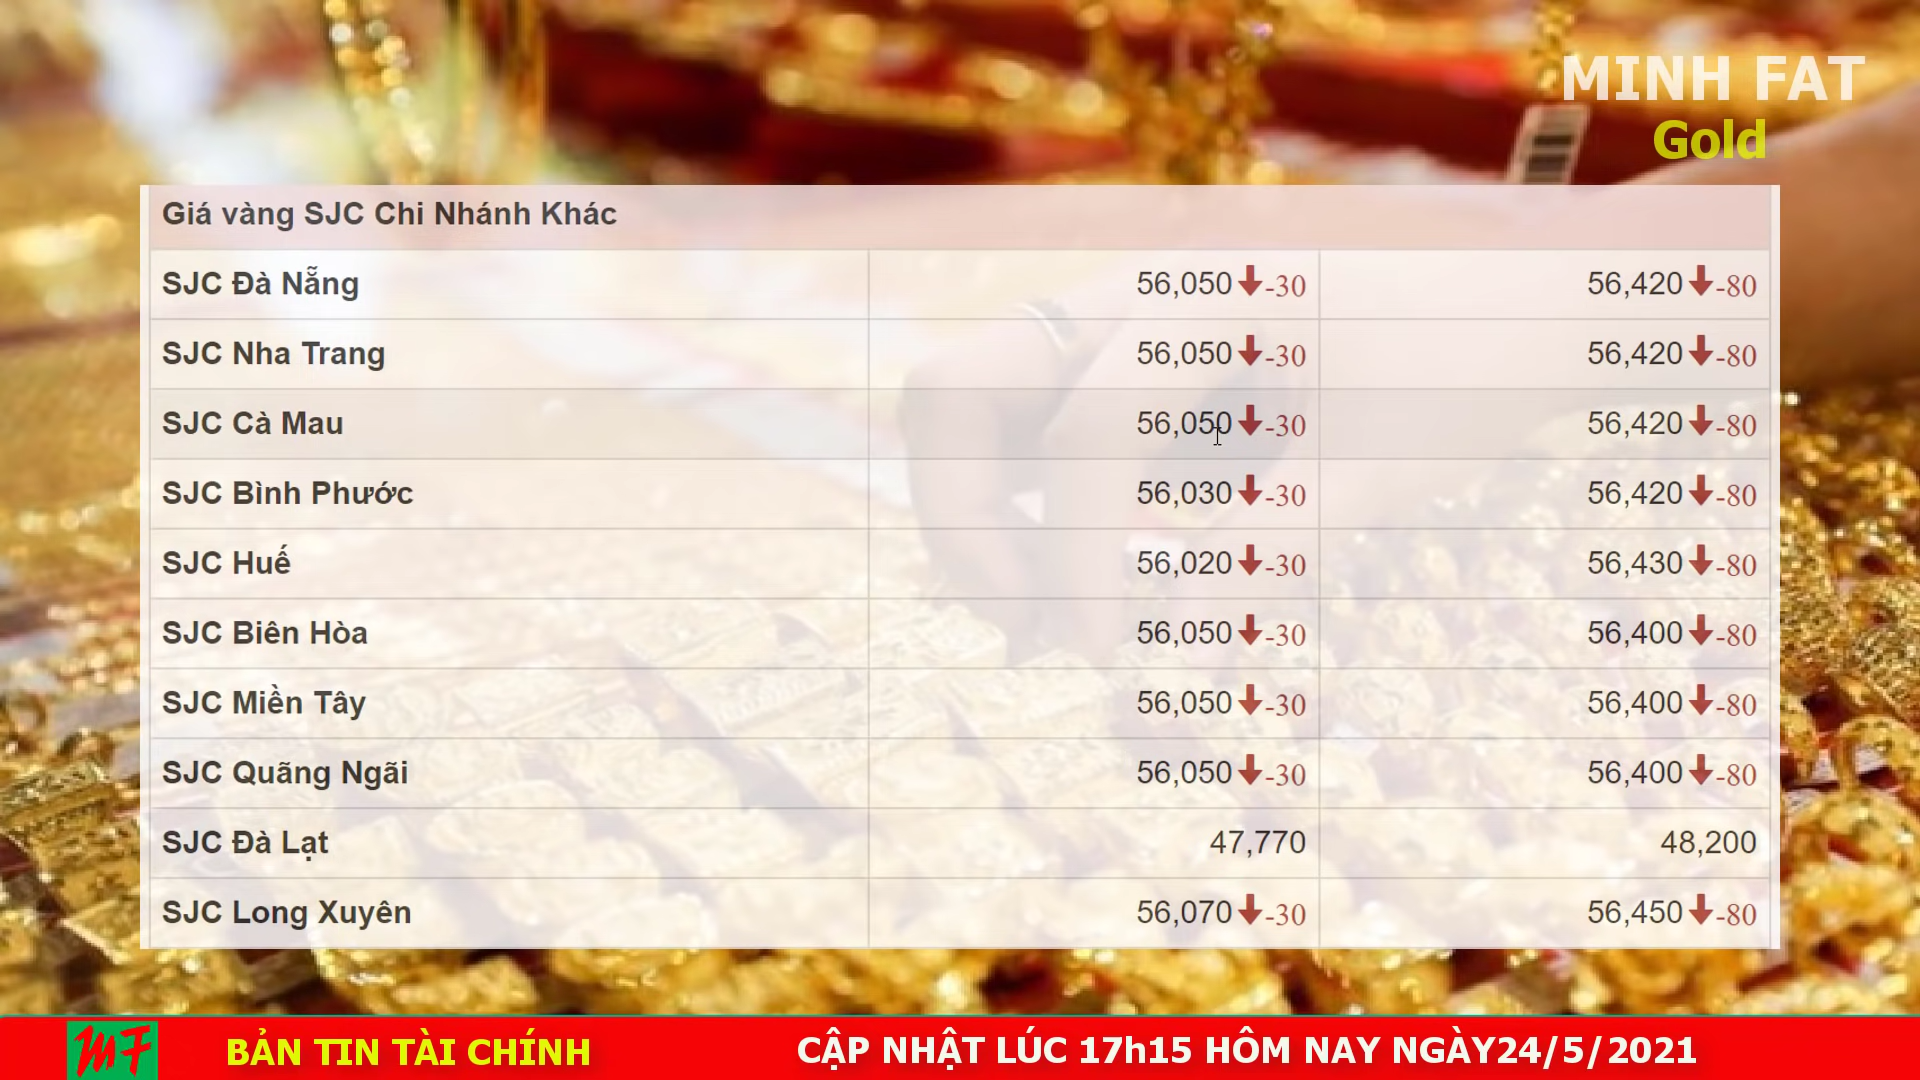 MINH FAT
Gold
Giá vàng SJC Chi Nhánh Khác
SJC Đà Nẵng 56,050 -30 56,420 -80
SJC Nha Trang 56,050 -30 56,420 -80
SJC Cà Mau 56,050 -30 56,420 -80
SJC Bình Phước 56,030 -30 56,420 -80
SJC Huế 56,020 -30 56,430 -80
SJC Biên Hòa 56,050 -30 56,400 -80
SJC Miền Tây 56,050 -30 56,400 -80
SJC Quãng Ngãi 56,050 -30 56,400 -80
SJC Đà Lạt 47,770 48,200
SJC Long Xuyên 56,070 -30 56,450 -80
MF BẢN TIN TÀI CHÍNH CẬP NHẬT LÚC 17h15 HÔM NAY NGÀY24/5/2021